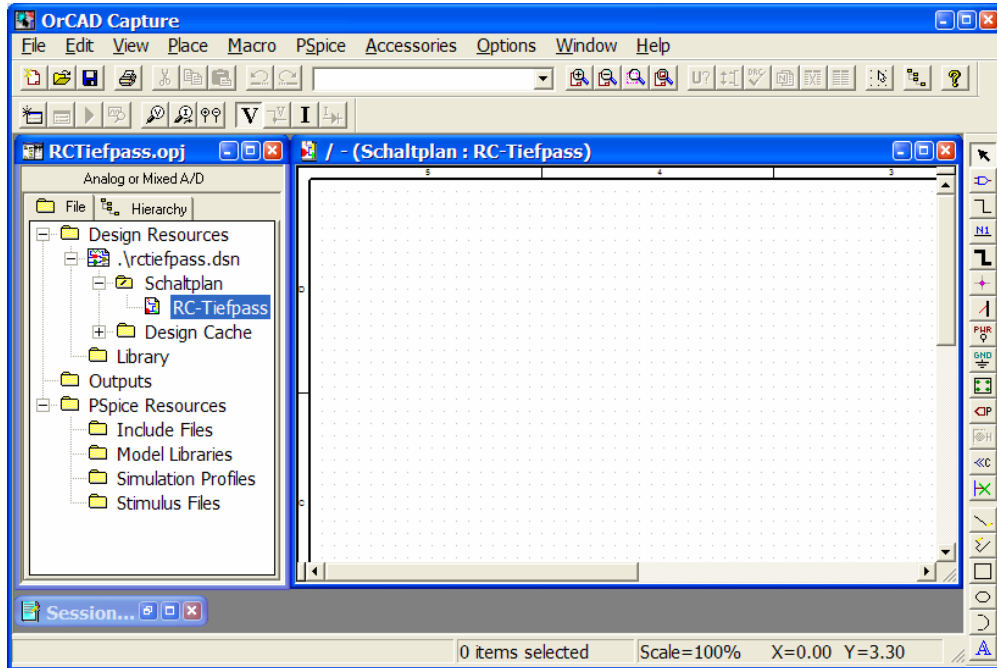 OrCAD Capture
File Edit View Place Macro PSpice Accessories Options Window Help
U? DRC
V I
RCTiefpass.opj
/ - (Schaltplan : RC-Tiefpass)
Analog or Mixed A/D
File Hierarchy
5 4 3
Design Resources
.\rctiefpass.dsn
Schaltplan
RC-Tiefpass
Design Cache
Library
Outputs
PSpice Resources
Include Files
Model Libraries
Simulation Profiles
Stimulus Files
D
C
N1
PWR
GND
P
H
C
A
Session...
0 items selected Scale=100% X=0.00 Y=3.30